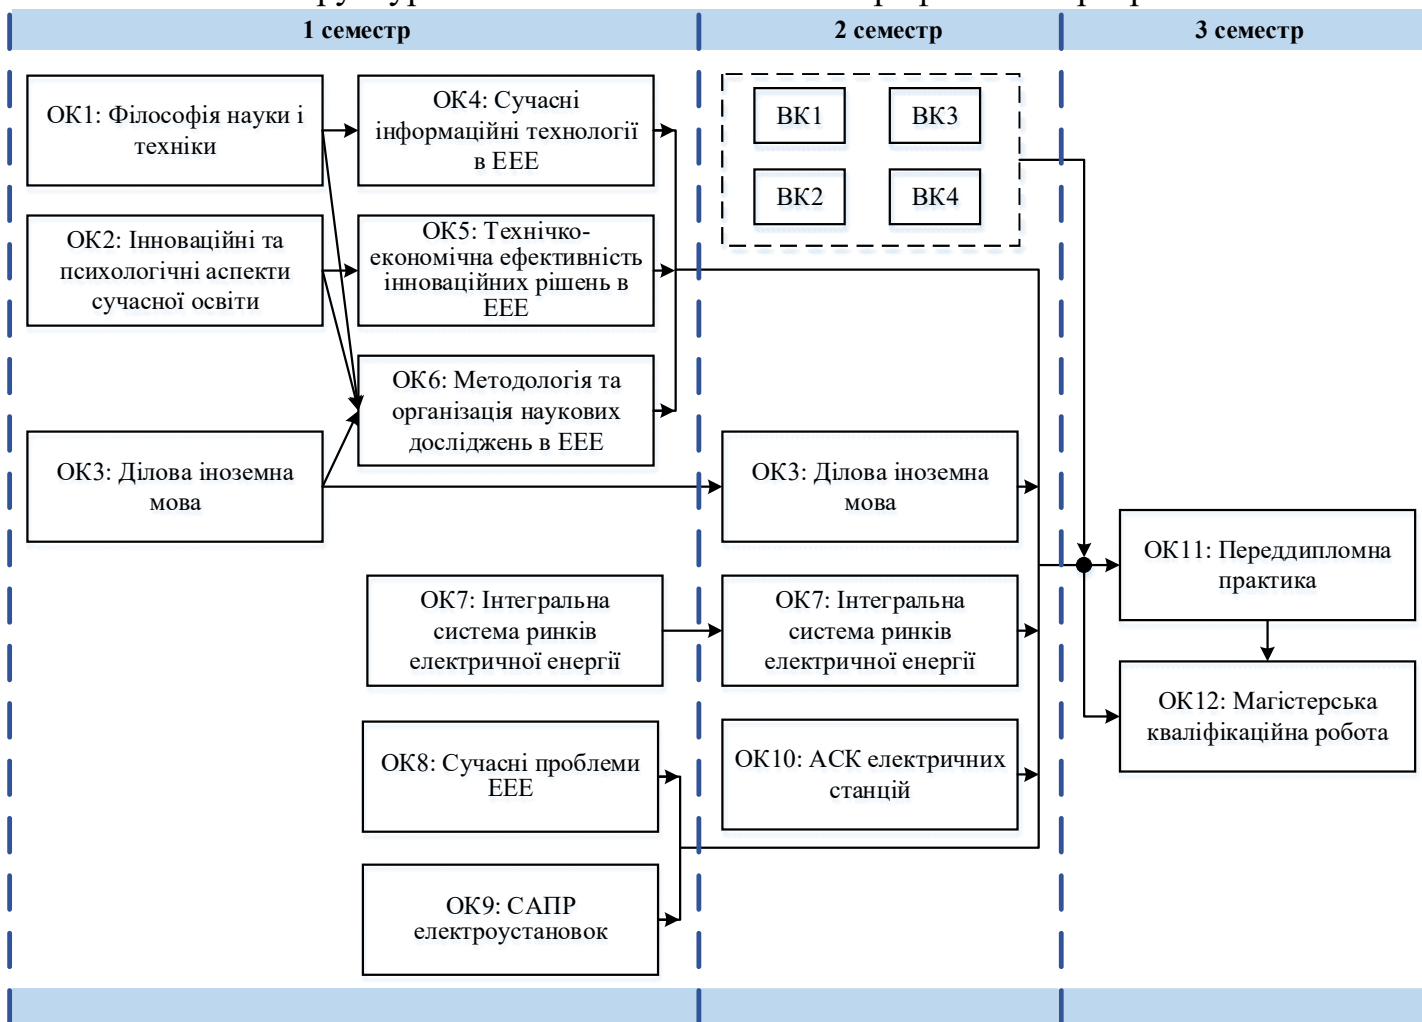 1 семестр
2 семестр
3 семестр
ОК1: Філософія науки і
техніки
ОК4: Сучасні
інформаційні технології
в ЕЕЕ
ВК1
ВК3
ВК2
ВК4
ОК2: Інноваційні та
психологічні аспекти
сучасної освіти
ОК5: Технічко-
економічна ефективність
інноваційних рішень в
ЕЕЕ
ОК6: Методологія та
організація наукових
досліджень в ЕЕЕ
ОК3: Ділова іноземна
мова
ОК3: Ділова іноземна
мова
ОК11: Переддипломна
практика
ОК7: Інтегральна
система ринків
електричної енергії
ОК7: Інтегральна
система ринків
електричної енергії
ОК12: Магістерська
кваліфікаційна робота
ОК8: Сучасні проблеми
ЕЕЕ
ОК10: АСК електричних
станцій
ОК9: САПР
електроустановок